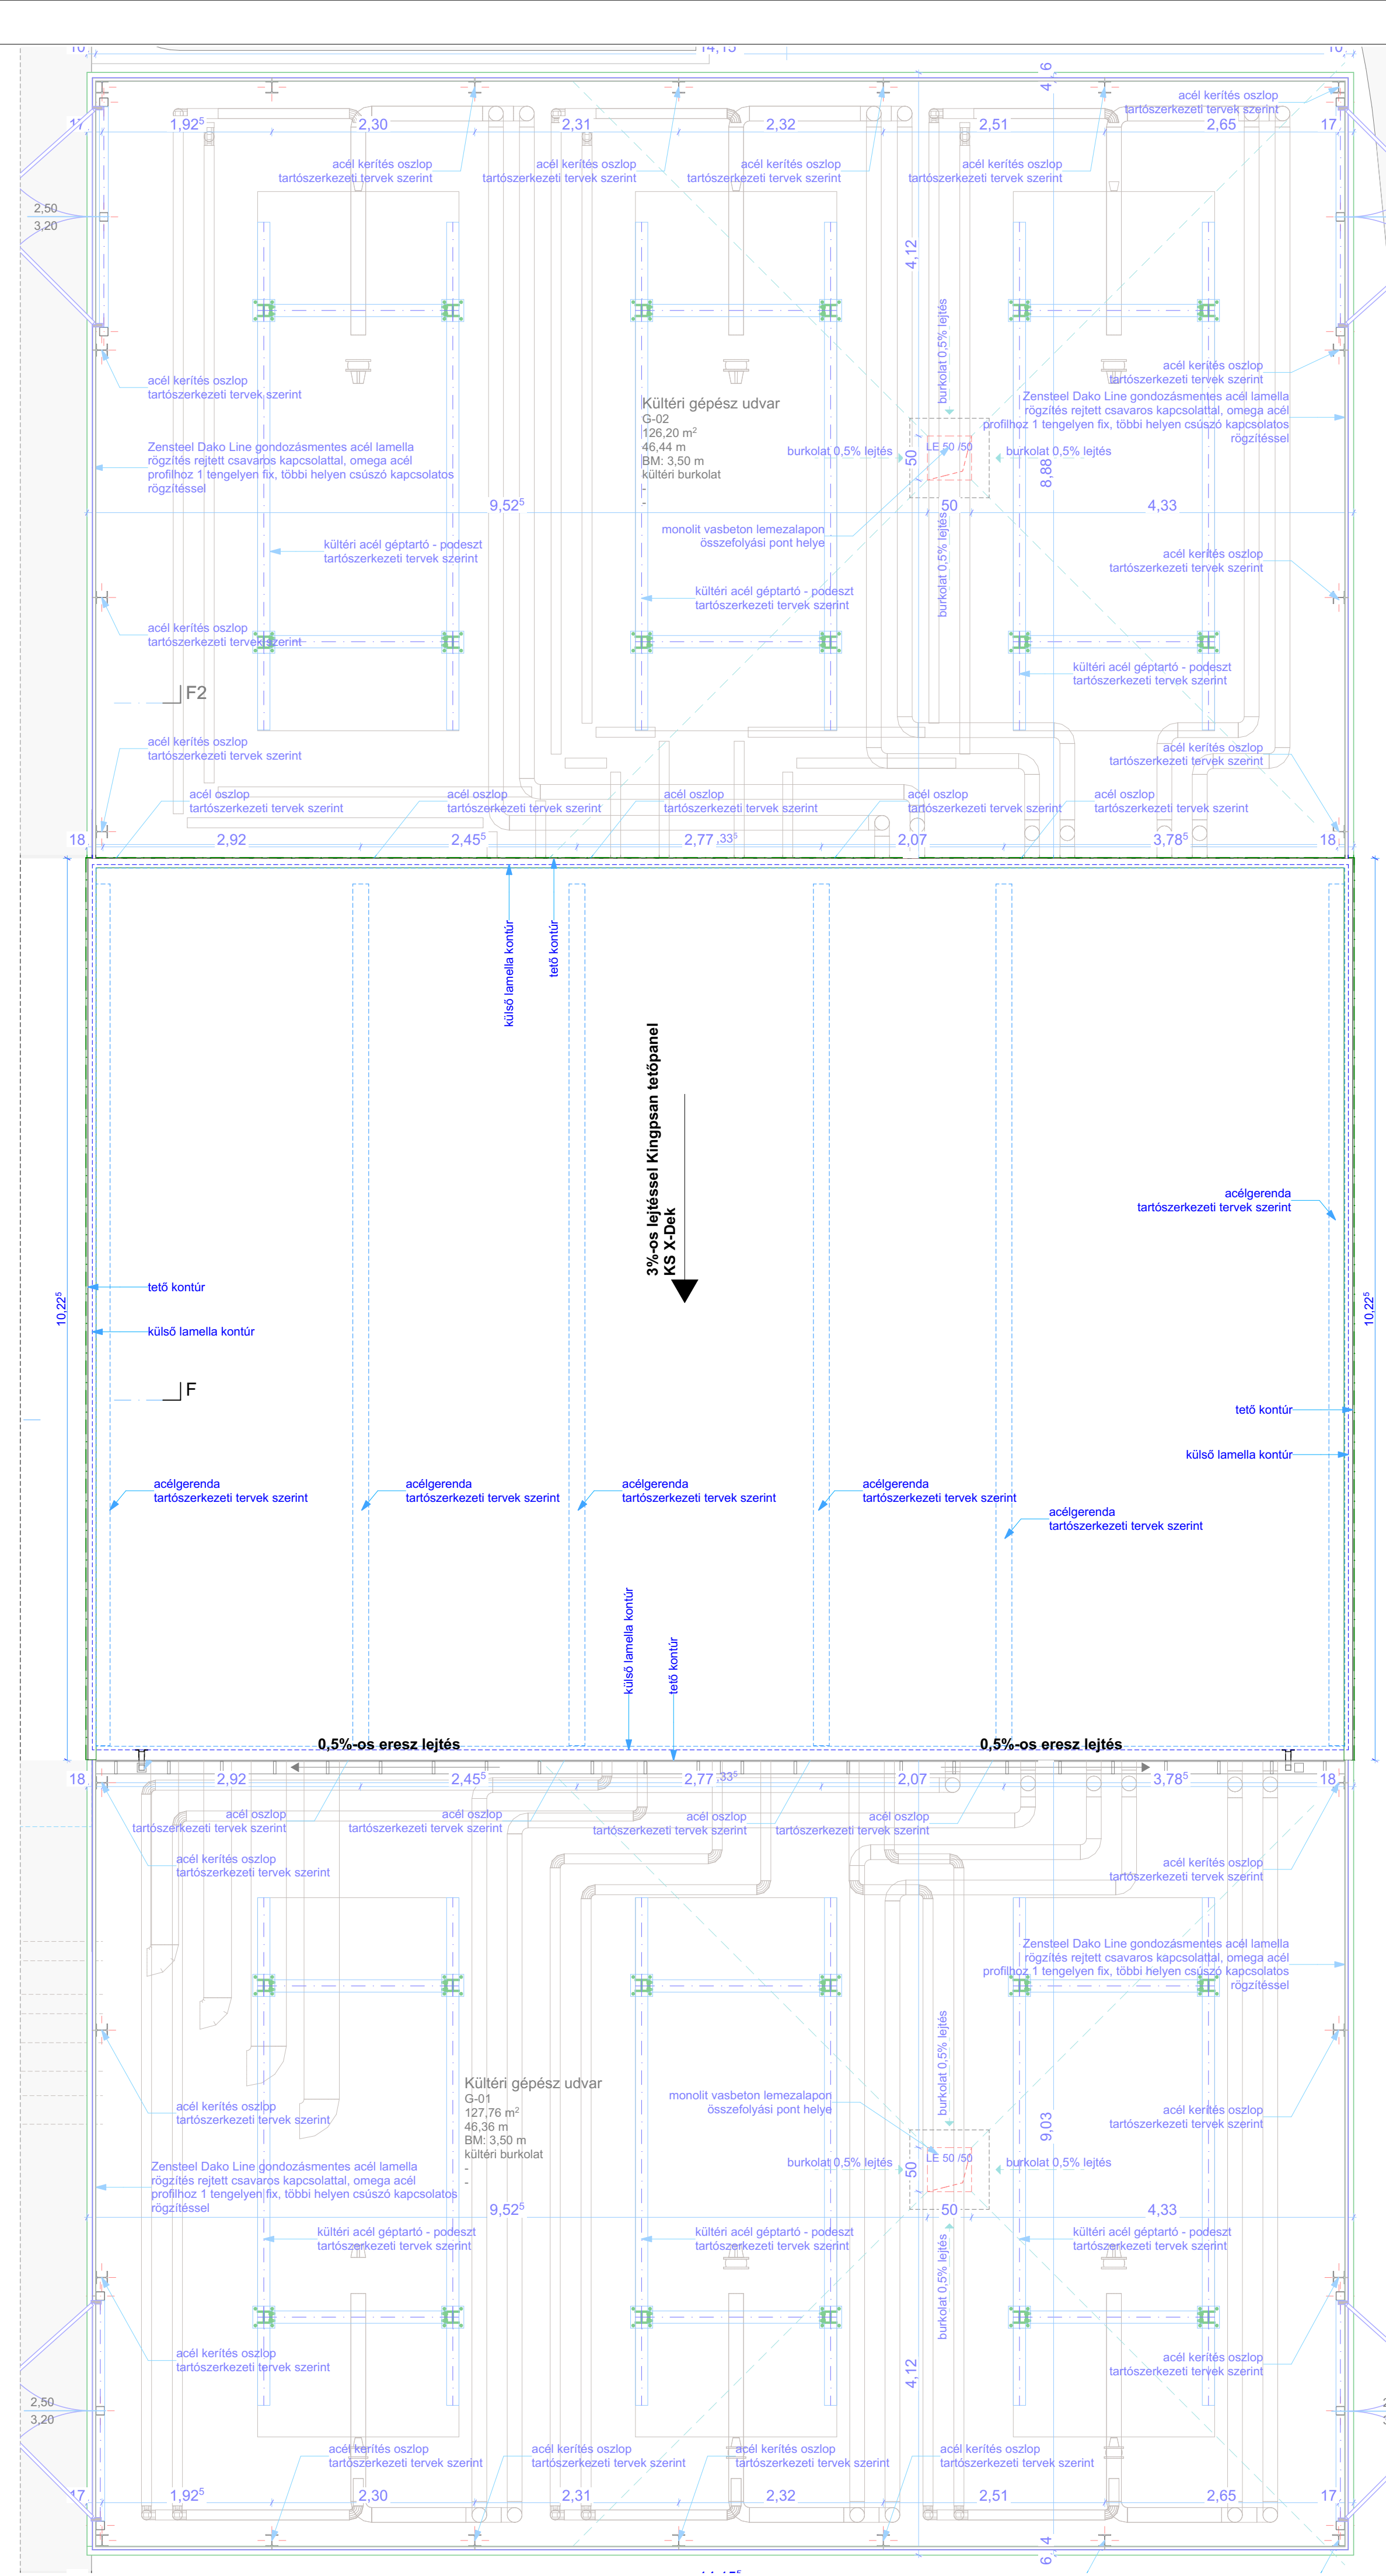 10
14,15
10
4
6
17
1,92⁵
2,30
2,31
2,32
2,51
2,65
17
acél kerítés oszlop
tartószerkezeti tervek szerint
acél kerítés oszlop
tartószerkezeti tervek szerint
acél kerítés oszlop
tartószerkezeti tervek szerint
acél kerítés oszlop
tartószerkezeti tervek szerint
acél kerítés oszlop
tartószerkezeti tervek szerint
2,50
3,20
4,12
burkolat 0,5% lejtés
acél kerítés oszlop
tartószerkezeti tervek szerint
acél kerítés oszlop
tartószerkezeti tervek szerint
Zensteel Dako Line gondozásmentes acél lamella
rögzítés rejtett csavaros kapcsolattal, omega acél
profilhoz 1 tengelyen fix, többi helyen csúszó kapcsolatos
rögzítéssel
Kültéri gépész udvar
G-02
126,20 m²
46,44 m
BM: 3,50 m
kültéri burkolat
-
-
Zensteel Dako Line gondozásmentes acél lamella
rögzítés rejtett csavaros kapcsolattal, omega acél
profilhoz 1 tengelyen fix, többi helyen csúszó kapcsolatos
rögzítéssel
burkolat 0,5% lejtés
50
LE 50 /50
burkolat 0,5% lejtés
8,88
9,52⁵
50
4,33
monolit vasbeton lemezalapon
összefolyási pont helye
burkolat 0,5% lejtés
kültéri acél géptartó - podeszt
tartószerkezeti tervek szerint
acél kerítés oszlop
tartószerkezeti tervek szerint
kültéri acél géptartó - podeszt
tartószerkezeti tervek szerint
acél kerítés oszlop
tartószerkezeti tervek szerint
kültéri acél géptartó - podeszt
tartószerkezeti tervek szerint
F2
acél kerítés oszlop
tartószerkezeti tervek szerint
acél kerítés oszlop
tartószerkezeti tervek szerint
acél oszlop
tartószerkezeti tervek szerint
acél oszlop
tartószerkezeti tervek szerint
acél oszlop
tartószerkezeti tervek szerint
acél oszlop
tartószerkezeti tervek szerint
acél oszlop
tartószerkezeti tervek szerint
18
2,92
2,45⁵
2,77
,33⁵
2,07
3,78⁵
18
külső lamella kontúr
tető kontúr
3%-os lejtéssel Kingpsan tetőpanel
KS X-Dek
acélgerenda
tartószerkezeti tervek szerint
tető kontúr
10,22⁵
10,22⁵
külső lamella kontúr
F
tető kontúr
külső lamella kontúr
acélgerenda
tartószerkezeti tervek szerint
acélgerenda
tartószerkezeti tervek szerint
acélgerenda
tartószerkezeti tervek szerint
acélgerenda
tartószerkezeti tervek szerint
acélgerenda
tartószerkezeti tervek szerint
külső lamella kontúr
tető kontúr
0,5%-os eresz lejtés
0,5%-os eresz lejtés
18
2,92
2,45⁵
2,77
,33⁵
2,07
3,78⁵
18
acél oszlop
tartószerkezeti tervek szerint
acél oszlop
tartószerkezeti tervek szerint
acél oszlop
tartószerkezeti tervek szerint
acél oszlop
tartószerkezeti tervek szerint
acél kerítés oszlop
tartószerkezeti tervek szerint
acél kerítés oszlop
tartószerkezeti tervek szerint
Zensteel Dako Line gondozásmentes acél lamella
rögzítés rejtett csavaros kapcsolattal, omega acél
profilhoz 1 tengelyen fix, többi helyen csúszó kapcsolatos
rögzítéssel
burkolat 0,5% lejtés
Kültéri gépész udvar
G-01
127,76 m²
46,36 m
BM: 3,50 m
kültéri burkolat
-
-
monolit vasbeton lemezalapon
összefolyási pont helye
acél kerítés oszlop
tartószerkezeti tervek szerint
acél kerítés oszlop
tartószerkezeti tervek szerint
9,03
Zensteel Dako Line gondozásmentes acél lamella
rögzítés rejtett csavaros kapcsolattal, omega acél
profilhoz 1 tengelyen fix, többi helyen csúszó kapcsolatos
rögzítéssel
burkolat 0,5% lejtés
50
LE 50 /50
burkolat 0,5% lejtés
9,52⁵
50
4,33
kültéri acél géptartó - podeszt
tartószerkezeti tervek szerint
kültéri acél géptartó - podeszt
tartószerkezeti tervek szerint
kültéri acél géptartó - podeszt
tartószerkezeti tervek szerint
burkolat 0,5% lejtés
acél kerítés oszlop
tartószerkezeti tervek szerint
4,12
acél kerítés oszlop
tartószerkezeti tervek szerint
2,50
3,20
acél kerítés oszlop
tartószerkezeti tervek szerint
acél kerítés oszlop
tartószerkezeti tervek szerint
acél kerítés oszlop
tartószerkezeti tervek szerint
acél kerítés oszlop
tartószerkezeti tervek szerint
17
1,92⁵
2,30
2,31
2,32
2,51
2,65
17
4
6